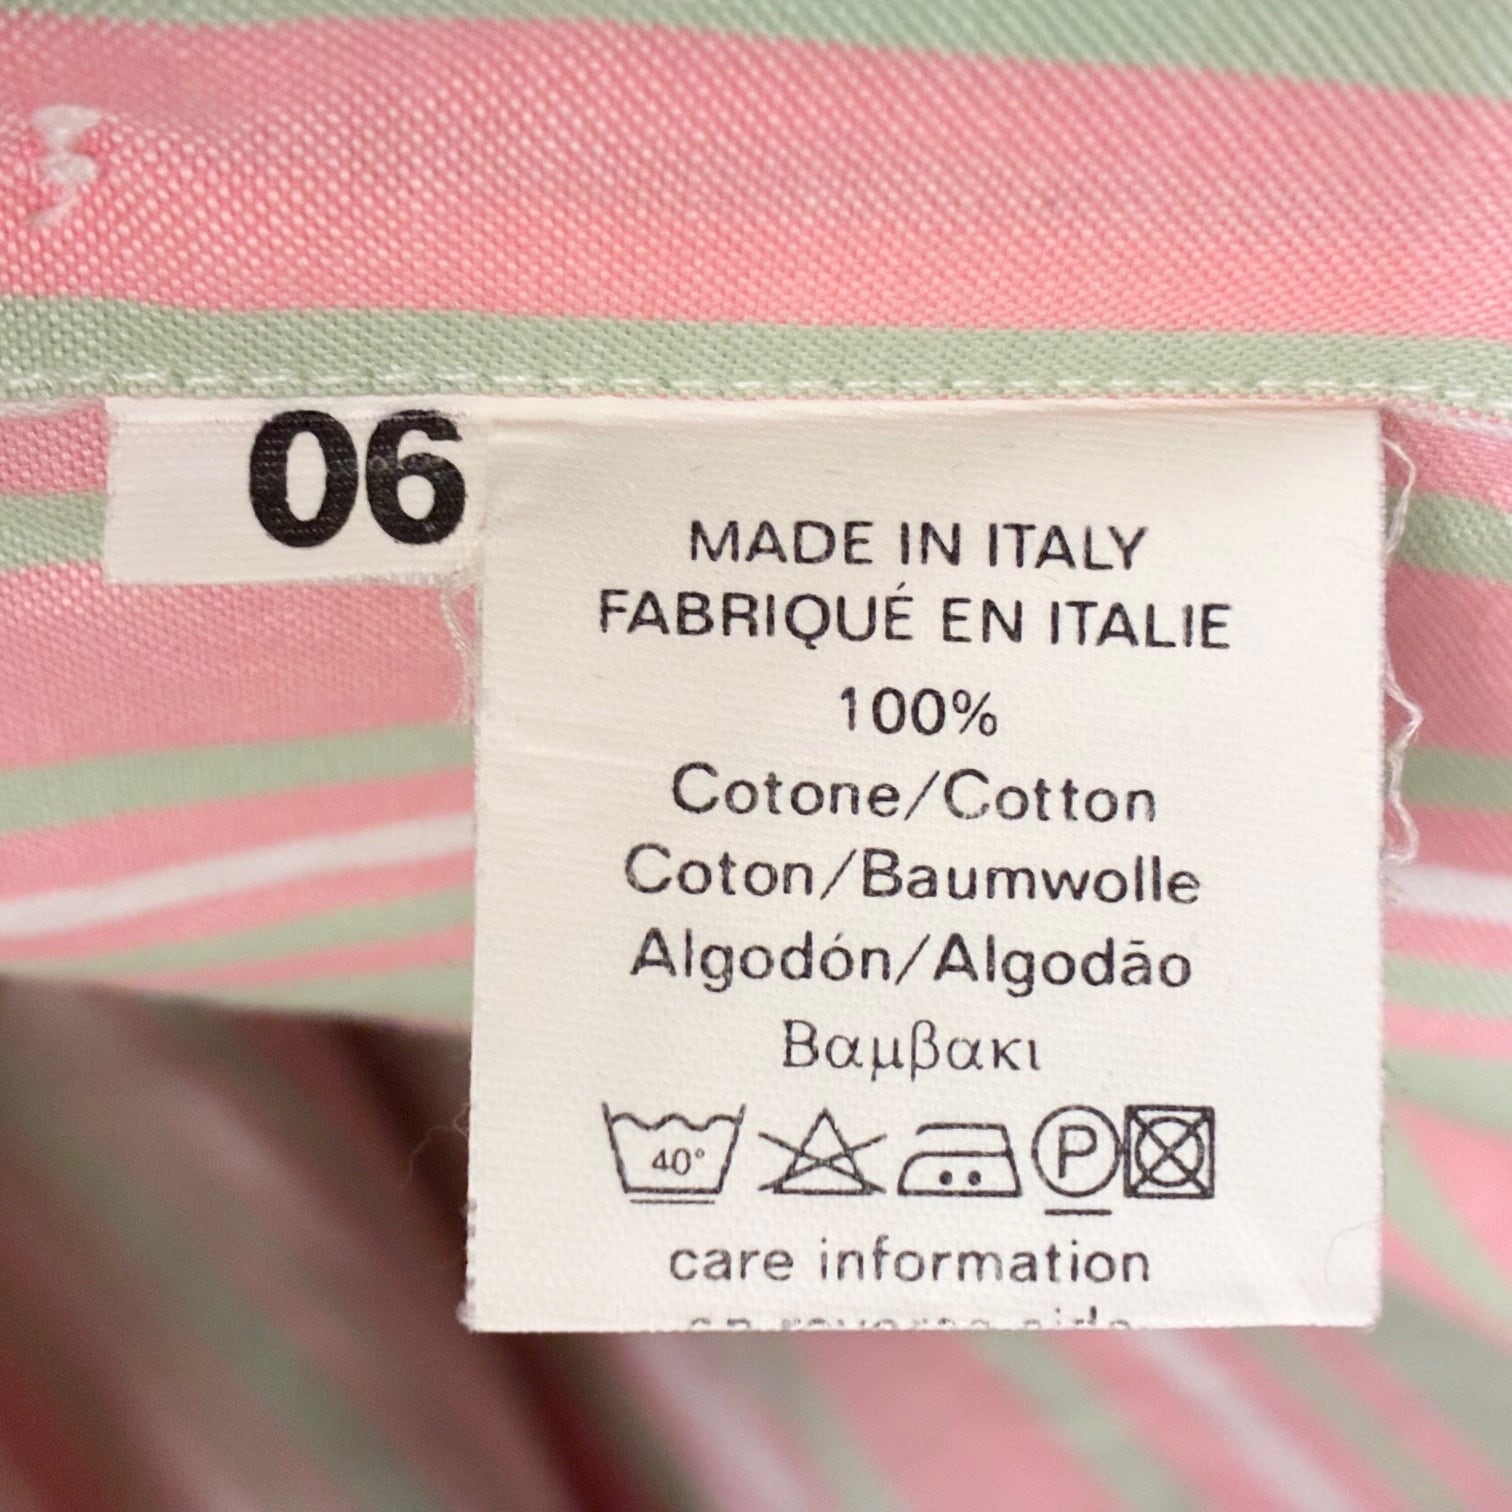 06
MADE IN ITALY
FABRIQUÉ EN ITALIE
100%
Cotone/Cotton
Coton/Baumwolle
Algodón/Algodão
Βαμβακι
40°
P
care information